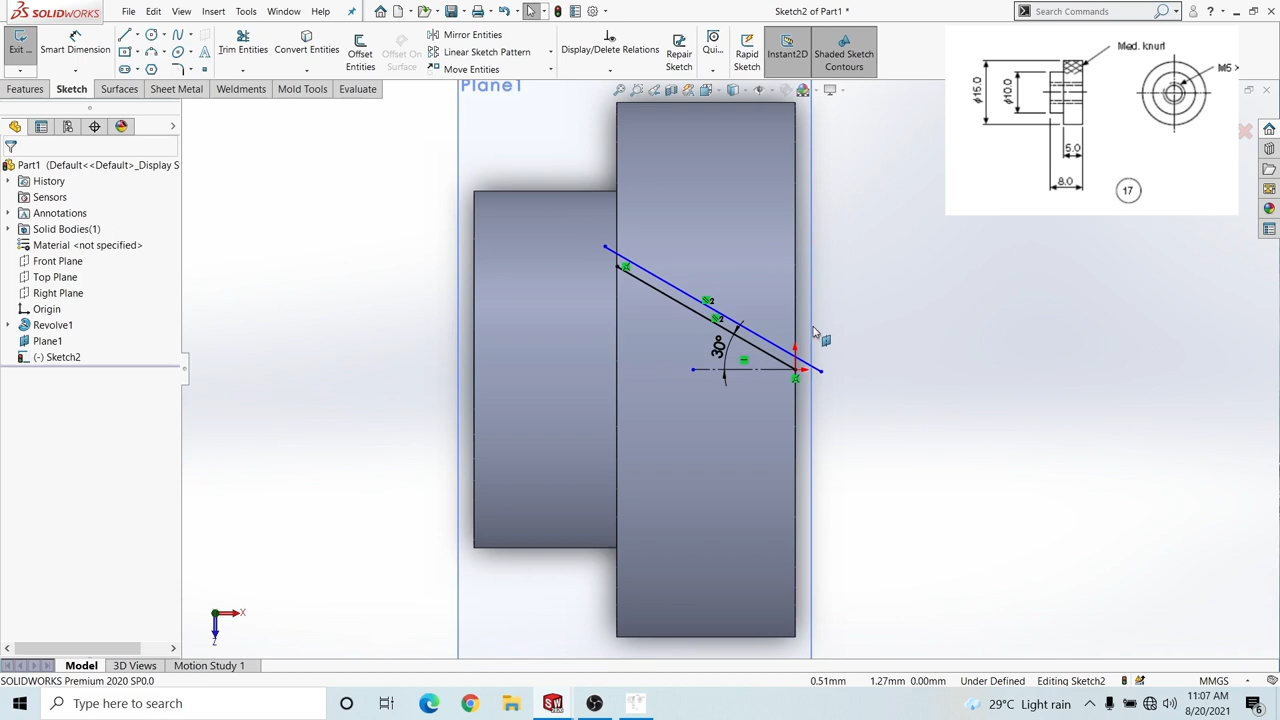 SOLIDWORKS
File Edit View Insert Tools Window Help
Sketch2 of Part1 *
Search Commands
Exit ...
Smart Dimension
Trim Entities
Convert Entities
Offset Entities
Offset On Surface
Mirror Entities
Linear Sketch Pattern
Move Entities
Display/Delete Relations
Qui...
Repair Sketch
Rapid Sketch
Instant2D
Shaded Sketch Contours
Features Sketch Surfaces Sheet Metal Weldments Mold Tools Evaluate
Plane1
Med. knurl
M5
ϕ15.0
ϕ10.0
5.0
8.0
17
Part1 (Default<<Default>_Display S
History
Sensors
Annotations
Solid Bodies(1)
Material <not specified>
Front Plane
Top Plane
Right Plane
Origin
Revolve1
Plane1
(-) Sketch2
2
2
30°
X
Z
Model 3D Views Motion Study 1
SOLIDWORKS Premium 2020 SP0.0
0.51mm 1.27mm 0.00mm Under Defined Editing Sketch2 MMGS
Type here to search
29°C Light rain
11:07 AM
8/20/2021
6